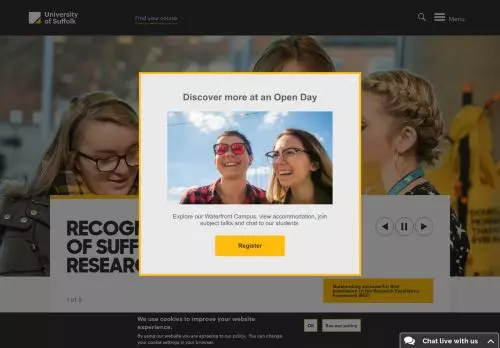 University
of Suffolk
Find your course
Menu
Discover more at an Open Day
Explore our Waterfront Campus, view accommodation, join
subject talks and chat to our students
Register
RECOG
OF SUFF
RESEAR
1 of 6
Outstanding success for first
submission to the Research Excellence
Framework (REF)
We use cookies to improve your website
experience.
By using our website you are agreeing to our policy. You can change
your cookie settings in your browser.
OK
See our policy
Chat live with us